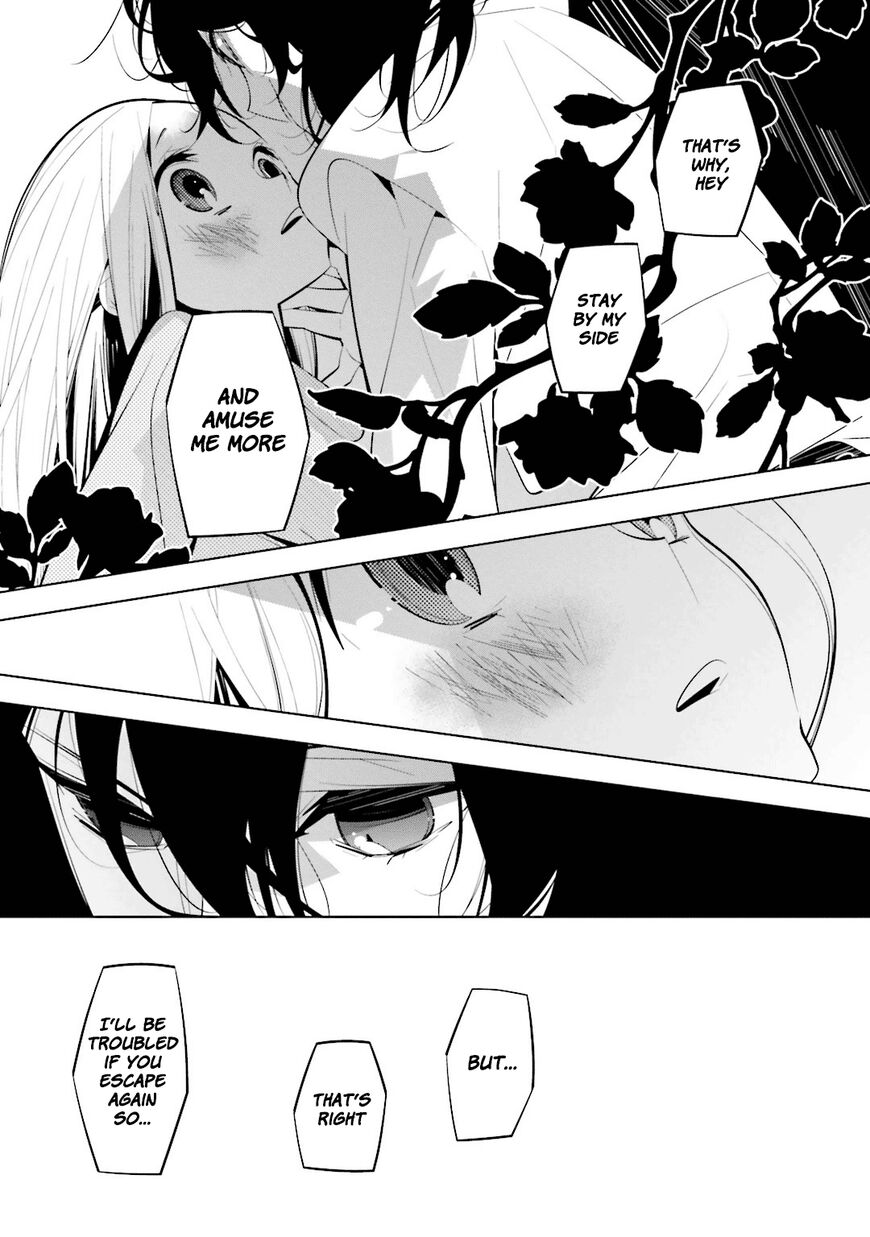 THAT'S
WHY,
HEY
STAY
BY MY
SIDE
AND
AMUSE
ME MORE
BUT...
THAT'S
RIGHT
I'LL BE
TROUBLED
IF YOU
ESCAPE
AGAIN
SO...